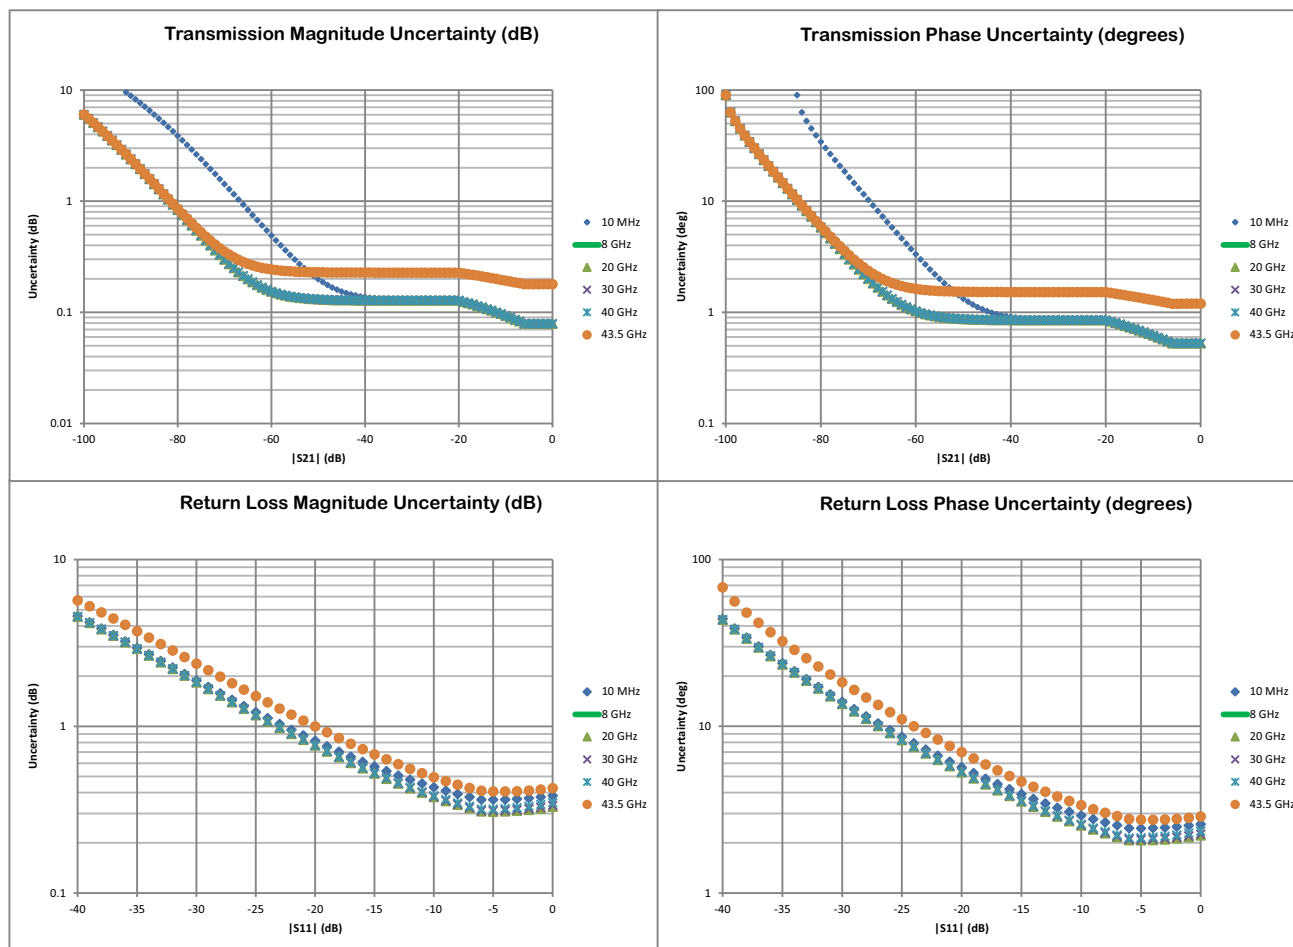 Transmission Magnitude Uncertainty (dB)
10
1
0.1
0.01
Uncertainty (dB)
-100
-80
-60
-40
-20
0
|S21| (dB)
10 MHz
8 GHz
20 GHz
30 GHz
40 GHz
43.5 GHz
Transmission Phase Uncertainty (degrees)
100
10
1
0.1
Uncertainty (deg)
-100
-80
-60
-40
-20
0
|S21| (dB)
10 MHz
8 GHz
20 GHz
30 GHz
40 GHz
43.5 GHz
Return Loss Magnitude Uncertainty (dB)
10
1
0.1
Uncertainty (dB)
-40
-35
-30
-25
-20
-15
-10
-5
0
|S11| (dB)
10 MHz
8 GHz
20 GHz
30 GHz
40 GHz
43.5 GHz
Return Loss Phase Uncertainty (degrees)
100
10
1
Uncertainty (deg)
-40
-35
-30
-25
-20
-15
-10
-5
0
|S11| (dB)
10 MHz
8 GHz
20 GHz
30 GHz
40 GHz
43.5 GHz